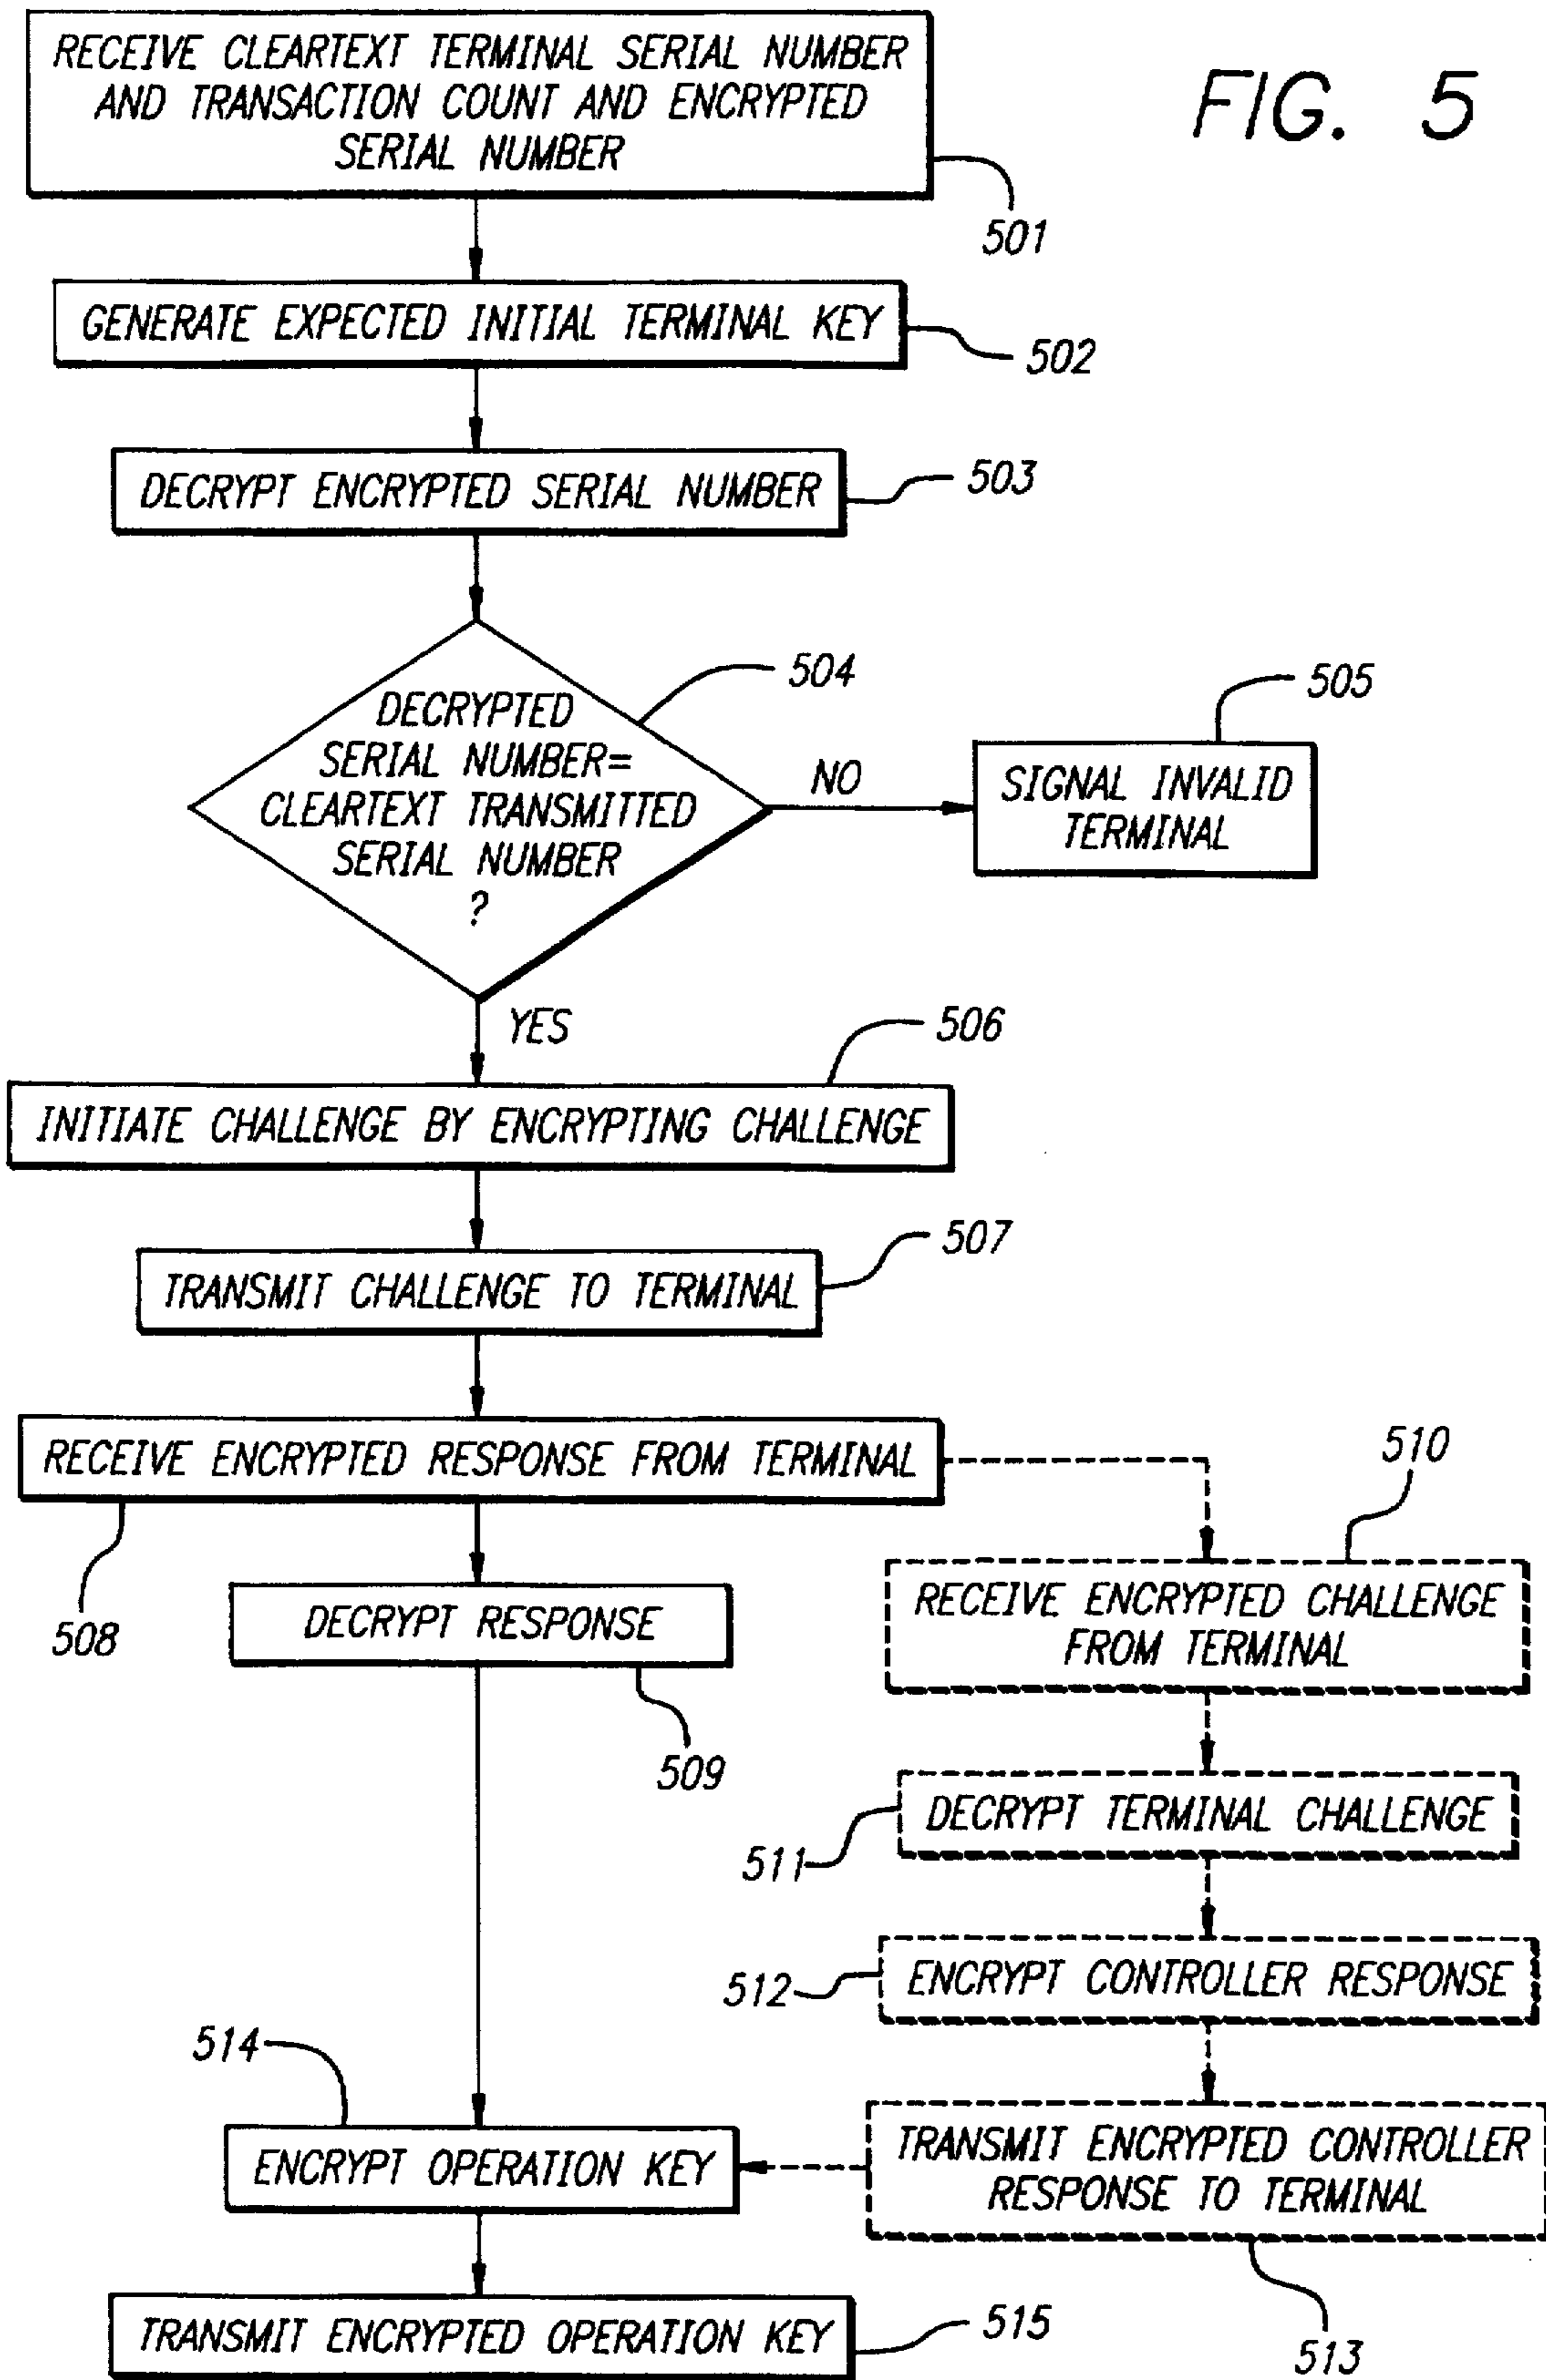 FIG. 5
RECEIVE CLEARTEXT TERMINAL SERIAL NUMBER
AND TRANSACTION COUNT AND ENCRYPTED
SERIAL NUMBER
501
GENERATE EXPECTED INITIAL TERMINAL KEY
502
DECRYPT ENCRYPTED SERIAL NUMBER
503
DECRYPTED
SERIAL NUMBER=
CLEARTEXT TRANSMITTED
SERIAL NUMBER
?
504
NO
SIGNAL INVALID
TERMINAL
505
YES
INITIATE CHALLENGE BY ENCRYPTING CHALLENGE
506
TRANSMIT CHALLENGE TO TERMINAL
507
RECEIVE ENCRYPTED RESPONSE FROM TERMINAL
508
DECRYPT RESPONSE
509
RECEIVE ENCRYPTED CHALLENGE
FROM TERMINAL
510
DECRYPT TERMINAL CHALLENGE
511
ENCRYPT CONTROLLER RESPONSE
512
TRANSMIT ENCRYPTED CONTROLLER
RESPONSE TO TERMINAL
513
ENCRYPT OPERATION KEY
514
TRANSMIT ENCRYPTED OPERATION KEY
515